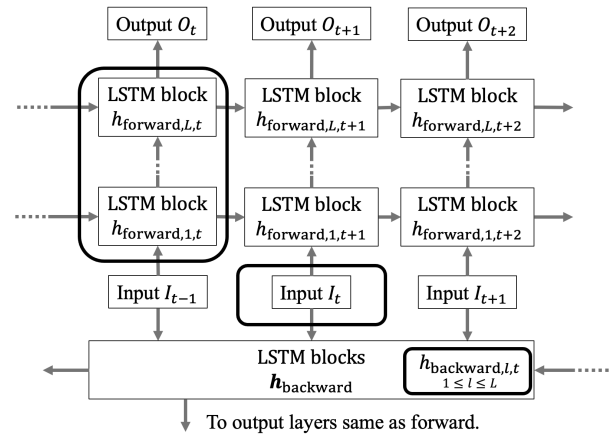 Output O_t
Output O_{t+1}
Output O_{t+2}
LSTM block
h_{forward,L,t}
LSTM block
h_{forward,L,t+1}
LSTM block
h_{forward,L,t+2}
LSTM block
h_{forward,1,t}
LSTM block
h_{forward,1,t+1}
LSTM block
h_{forward,1,t+2}
Input I_{t−1}
Input I_t
Input I_{t+1}
LSTM blocks
h_{backward}
h_{backward,l,t}
1 ≤ l ≤ L
To output layers same as forward.